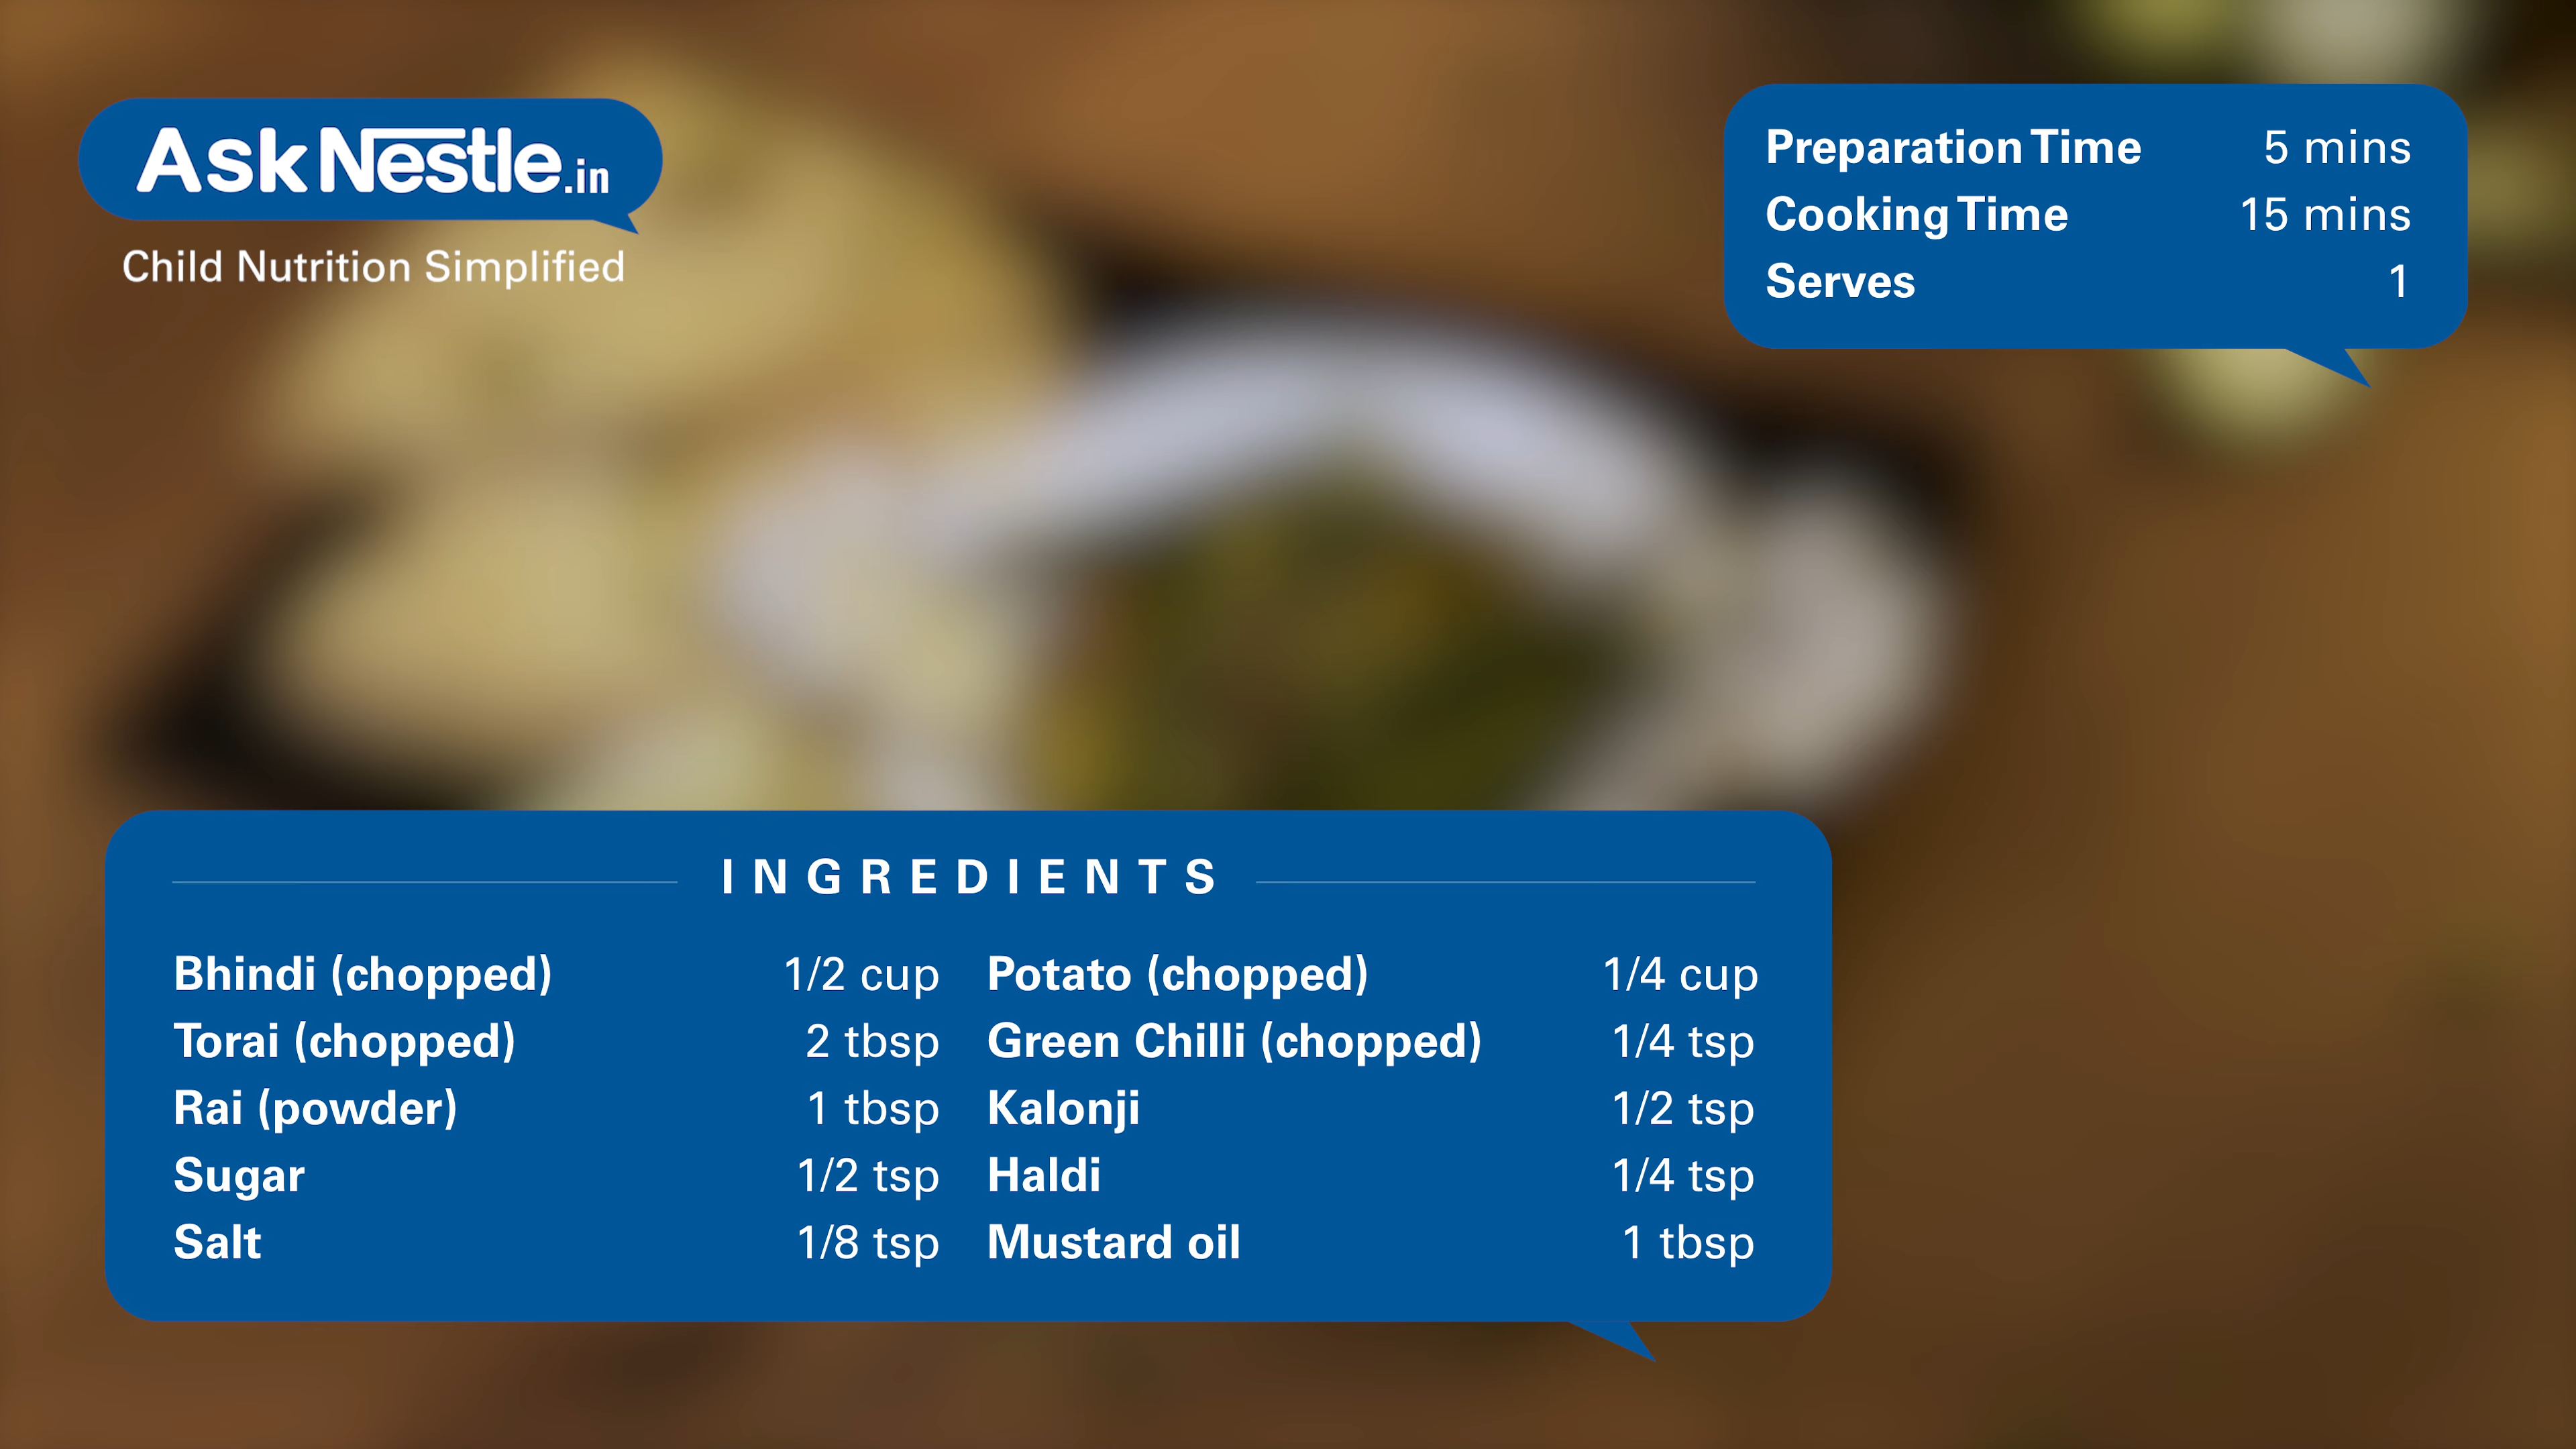 Ask Nestle.in
Child Nutrition Simplified
Preparation Time 5 mins
Cooking Time 15 mins
Serves 1
INGREDIENTS
Bhindi (chopped) 1/2 cup Potato (chopped) 1/4 cup
Torai (chopped) 2 tbsp Green Chilli (chopped) 1/4 tsp
Rai (powder) 1 tbsp Kalonji 1/2 tsp
Sugar 1/2 tsp Haldi 1/4 tsp
Salt 1/8 tsp Mustard oil 1 tbsp